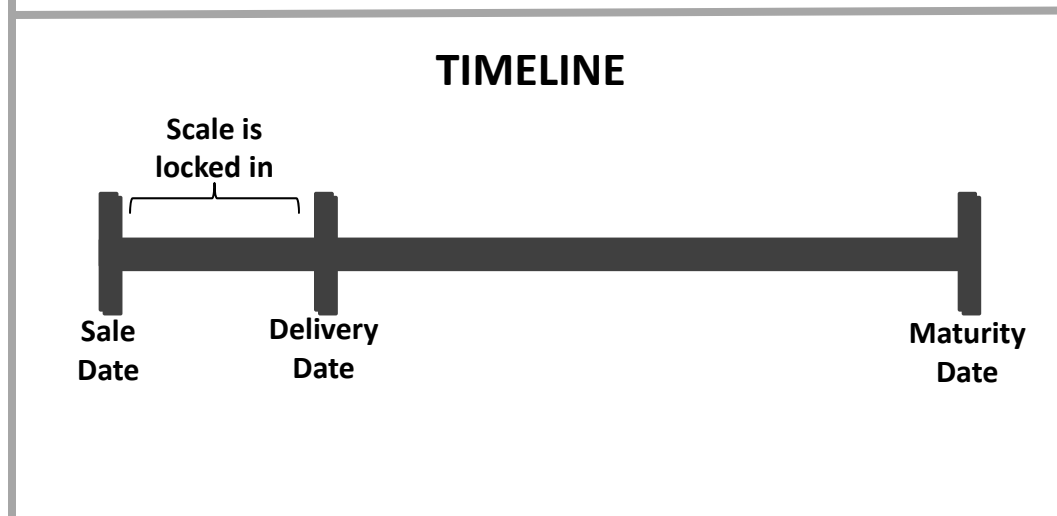 TIMELINE
Scale is
locked in
Sale
Date
Delivery
Date
Maturity
Date